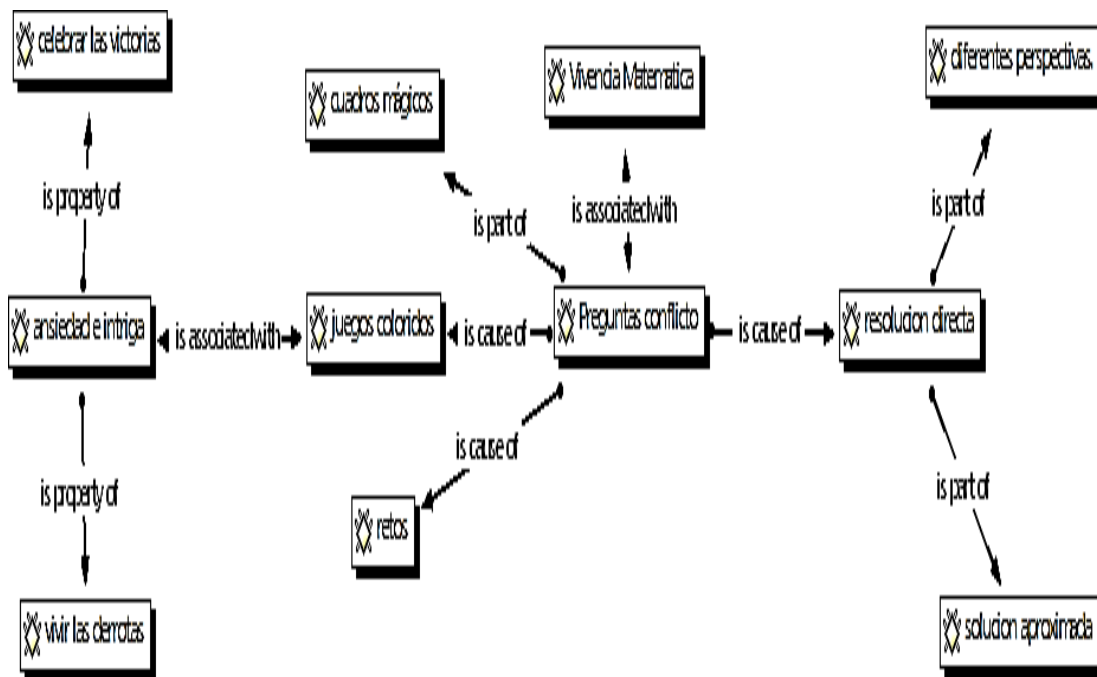 celebrar las victorias
diferentes perspectivas.
Vivencia Matematica
cuadros mágicos
is property of
is associated with
is part of
is part of
ansiedad e intriga
is associated with
juegos coloridos
is cause of
Preguntas conflicto
is cause of
resolucion directa
is cause of
is property of
is part of
retos
vivir las derrotas
solucion aproximada